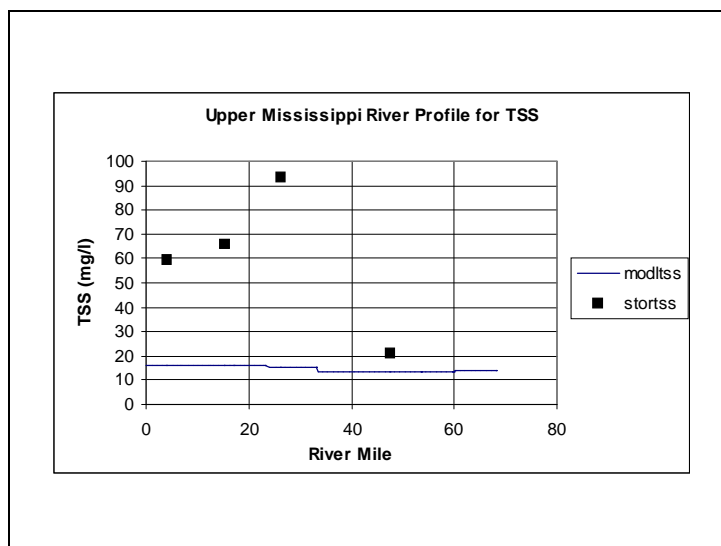 Upper Mississippi River Profile for TSS
100
90
80
70
60
50
40
30
20
10
0
TSS (mg/l)
0 20 40 60 80
River Mile
modltss
stortss